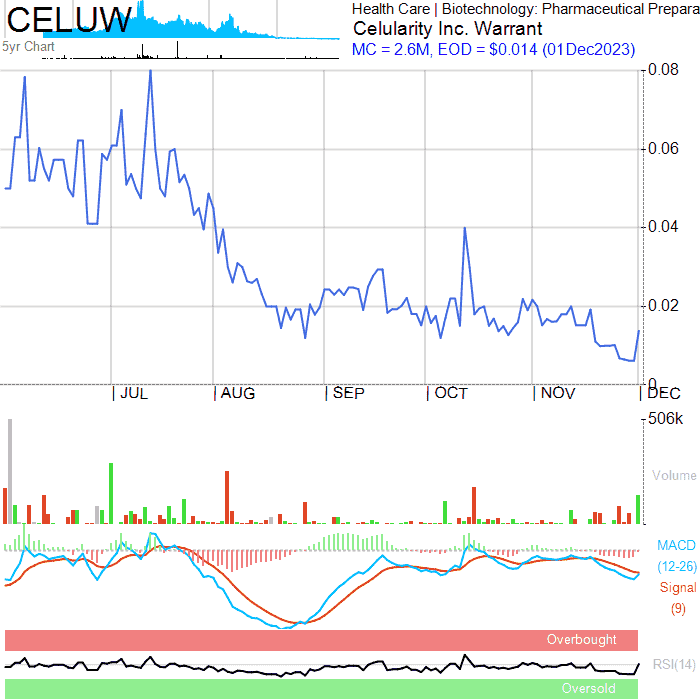 CELUW
5yr Chart
Health Care | Biotechnology: Pharmaceutical Prepara
Celularity Inc. Warrant
MC = 2.6M, EOD = $0.014 (01Dec2023)
0.08
0.06
0.04
0.02
0
| JUL | AUG | SEP | OCT | NOV | DEC
506k
Volume
MACD
(12-26)
Signal
(9)
Overbought
RSI(14)
Oversold